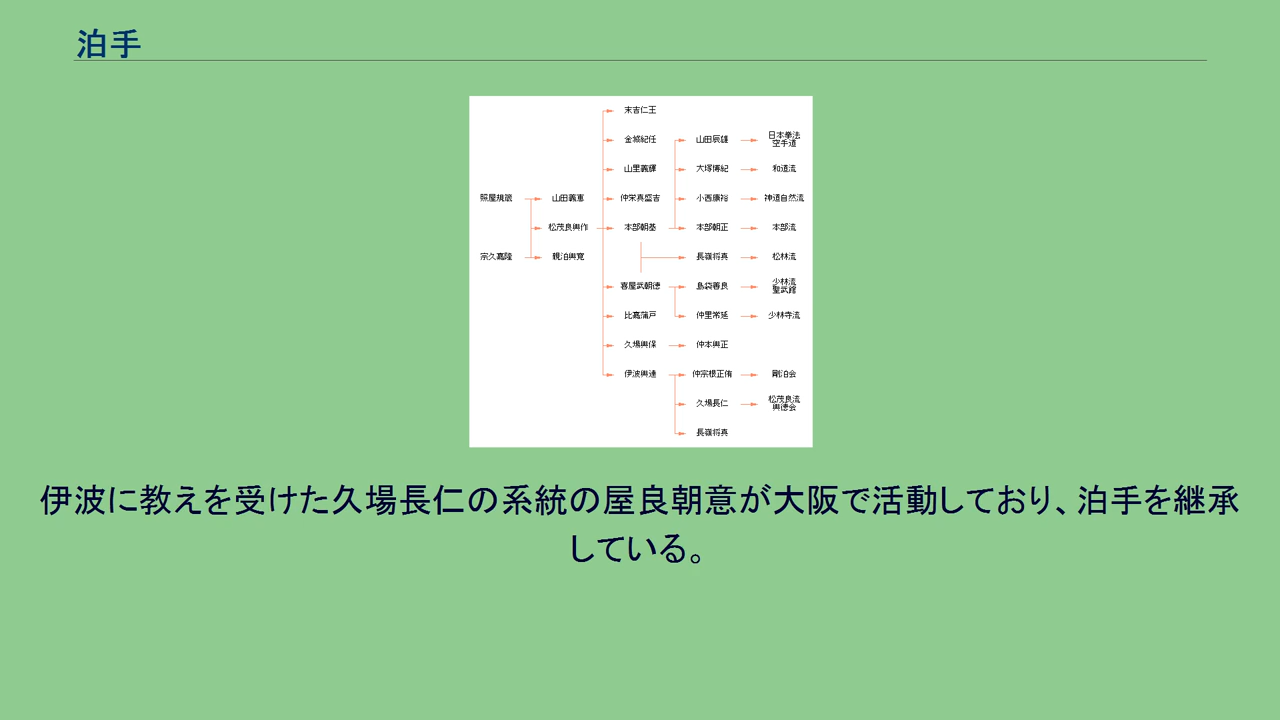 泊手
末吉仁王
金城紀任
山田辰雄
日本拳法
空手道
山里義輝
大塚博紀
和道流
照屋規箴
山田義恵
仲栄真盛吉
小西康裕
神道自然流
松茂良興作
本部朝基
本部朝正
本部流
宗久嘉隆
親泊興寛
長嶺将真
松林流
喜屋武朝徳
島袋善良
少林流
聖武館
比嘉蒲戸
仲里常延
少林寺流
久場興保
仲本興正
伊波興達
仲宗根正侑
剛泊会
久場長仁
松茂良流
興徳会
長嶺将真
伊波に教えを受けた久場長仁の系統の屋良朝意が大阪で活動しており、泊手を継承
している。